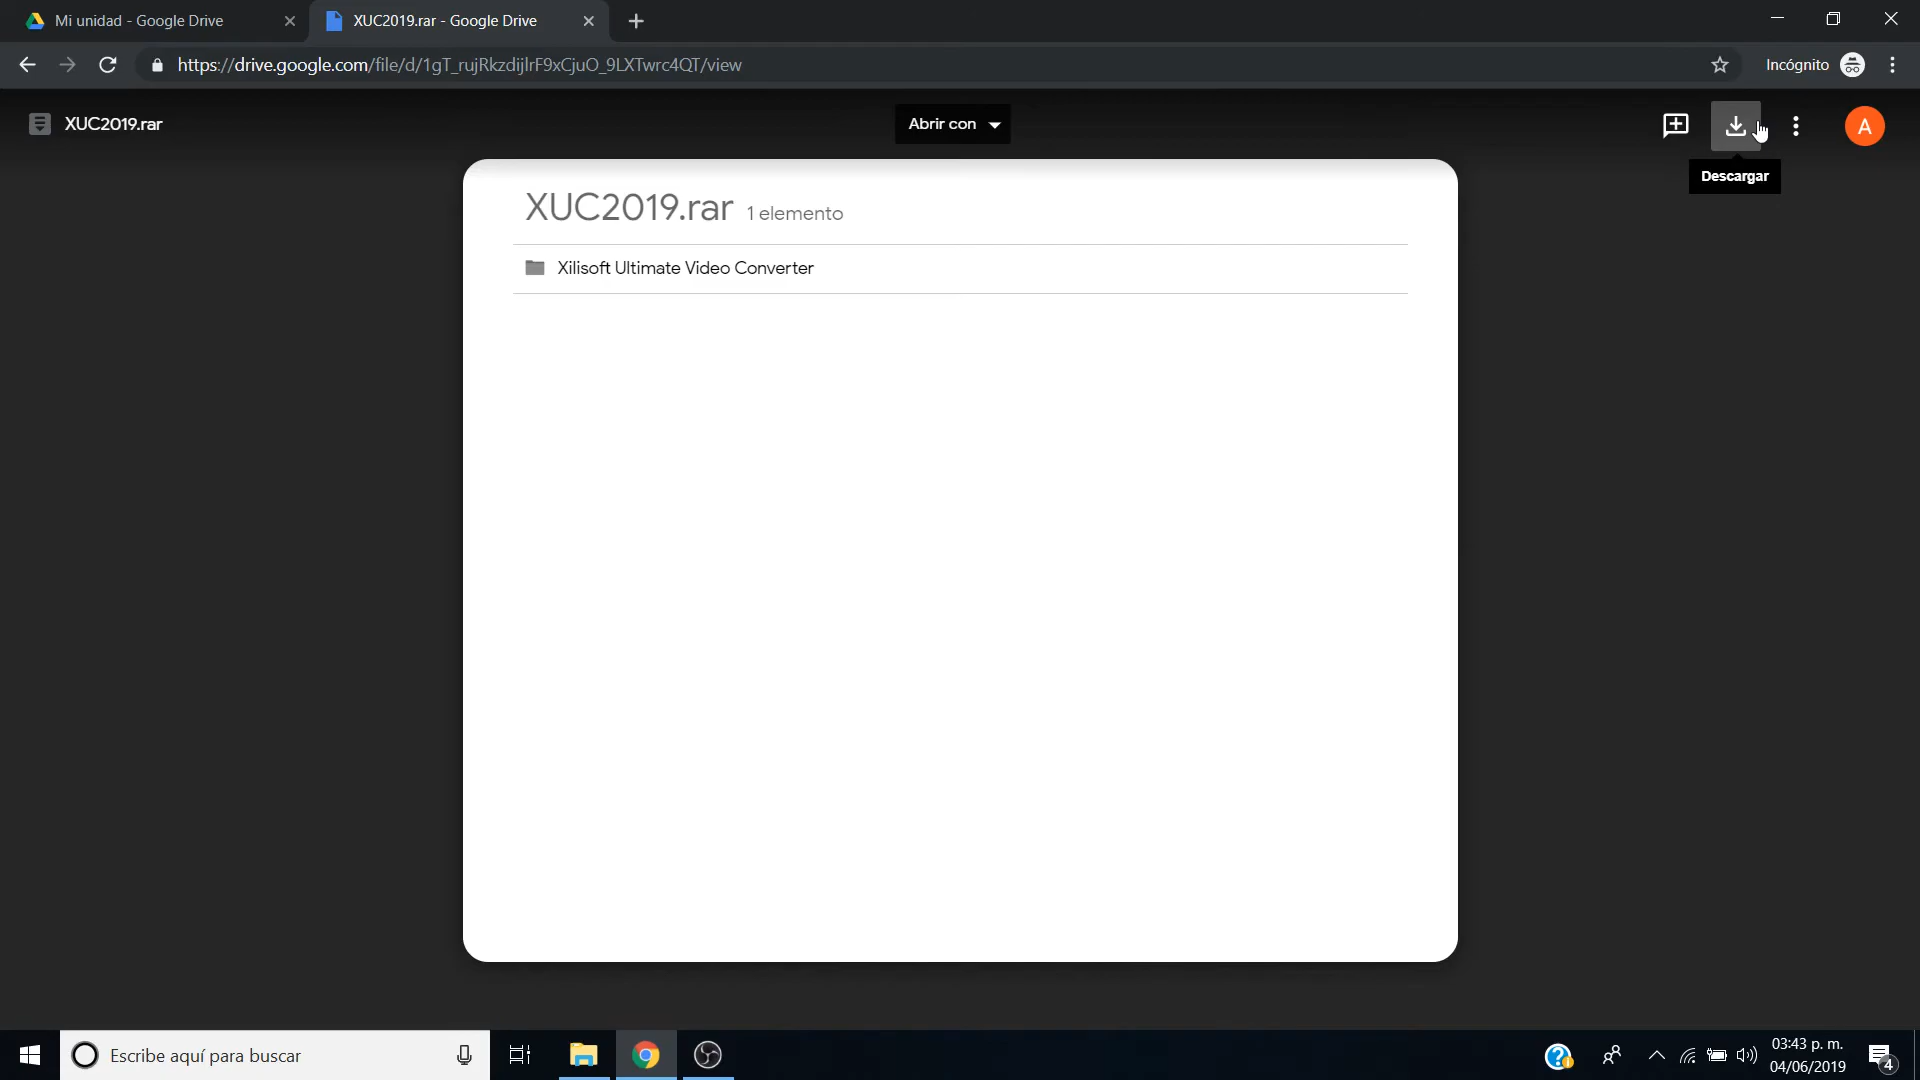 Mi unidad - Google Drive
XUC2019.rar - Google Drive
https://drive.google.com/file/d/1gT_rujRkzdijlrF9xCjuO_9LXTwrc4QT/view
Incógnito
XUC2019.rar
Abrir con
A
Descargar
XUC2019.rar 1 elemento
Xilisoft Ultimate Video Converter
Escribe aquí para buscar
03:43 p. m.
04/06/2019
4